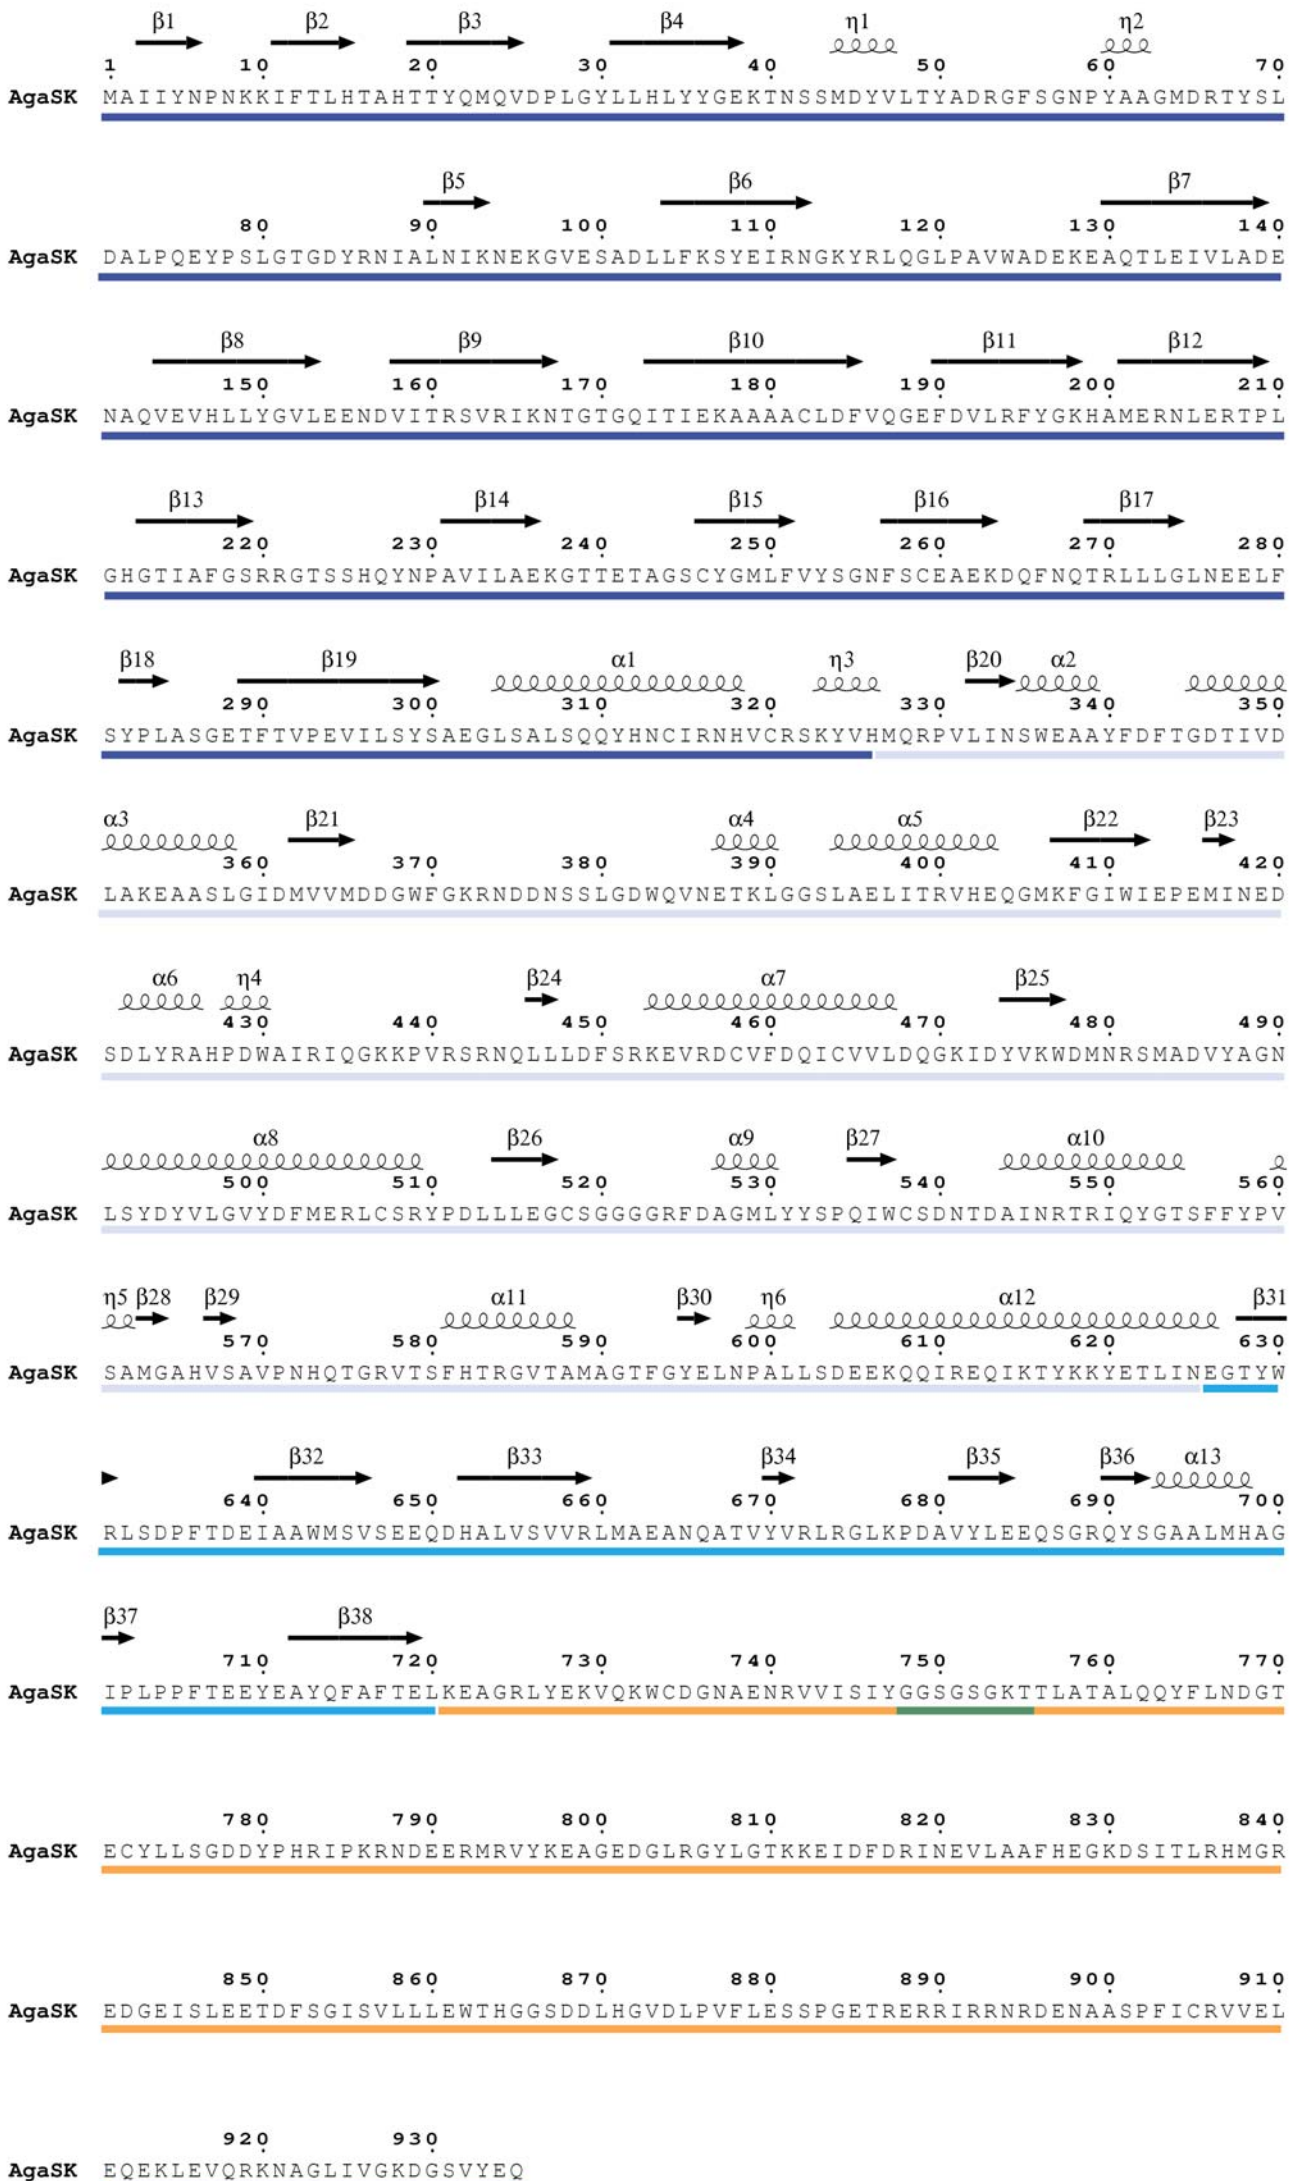 β1 β2 β3 β4 η1 η2
1 10 20 30 40 50 60 70
AgaSK MAIIYNPNKKIFTLHTAHTTYQMQVDPLGYLLHLYYGEKTNSSMDYVLTYADRGFSGNPYAAGMDRTYSL
β5 β6 β7
80 90 100 110 120 130 140
AgaSK DALPQEYPSLGTGDYRNIALNIKNEKGVESADLLFKSYEIRNGKYRLQGLPAVWADEKEAQTLEIVLADE
β8 β9 β10 β11 β12
150 160 170 180 190 200 210
AgaSK NAQVEVHLLYGVLEENDVITRSVRIKNTGTGQITIEKAAAACLDFVQGEFDVLRFYGKHAMERNLERTPL
β13 β14 β15 β16 β17
220 230 240 250 260 270 280
AgaSK GHGTIAFGSRRGTSSHQYNPAVILAEKGTTETAGSCYGMLFVYSGNFSCEAEKDQFNQTRLLLGLNEELF
β18 β19 α1 η3 β20 α2
290 300 310 320 330 340 350
AgaSK SYPLASGETFTVPEVILSYSAEGLSALSQQYHNCIRNHVCRSKYVHMQRPVLINSWEAAYFDFTGDTIVD
α3 β21 α4 α5 β22 β23
360 370 380 390 400 410 420
AgaSK LAKEAASLGIDMVVMDDGWFGKRNDDNSSLGDWQVNETKLGGSLAELITRVHEQGMKFGIWIEPEMINED
α6 η4 β24 α7 β25
430 440 450 460 470 480 490
AgaSK SDLYRAHPDWAIRIQGKKPVRSRNQLLLDFSRKEVRDCVFDQICVVLDQGKIDYVKWDMNRSMADVYAGN
α8 β26 α9 β27 α10
500 510 520 530 540 550 560
AgaSK LSYDYVLGVYDFMERLCSRYPDLLLEGCSGGGGRFDAGMLYYSPQIWCSDNTDAINRTRIQYGTSFFYPV
η5 β28 β29 α11 β30 η6 α12 β31
570 580 590 600 610 620 630
AgaSK SAMGAHVSAVPNHQTGRVTSFHTRGVTAMAGTFGYELNPALLSDEEKQQIREQIKTYKKYETLINEGTYW
β32 β33 β34 β35 β36 α13
640 650 660 670 680 690 700
AgaSK RLSDPFTDEIAAWMSVSEEQDHALVSVVRLMAEANQATVYVRLRGLKPDAVYLEEQSGRQYSGAALMHAG
β37 β38
710 720 730 740 750 760 770
AgaSK IPLPPFTEEYEAYQFAFTELKEAGRLYEKVQKWCDGNAENRVVISIYGGSGSGKTTLATALQQYFLNDGT
780 790 800 810 820 830 840
AgaSK ECYLLSGDDYPHRIPKRNDEERMRVYKEAGEDGLRGYLGTKKEIDFDRINEVLAAFHEGKDSITLRHMGR
850 860 870 880 890 900 910
AgaSK EDGEISLEETDFSGISVLLLEWTHGGSDDLHGVDLPVFLESSPGETRERRIRRNRDENAASPFICRVVEL
920 930
AgaSK EQEKLEVQRKNAGLIVGKDGSVYEQ